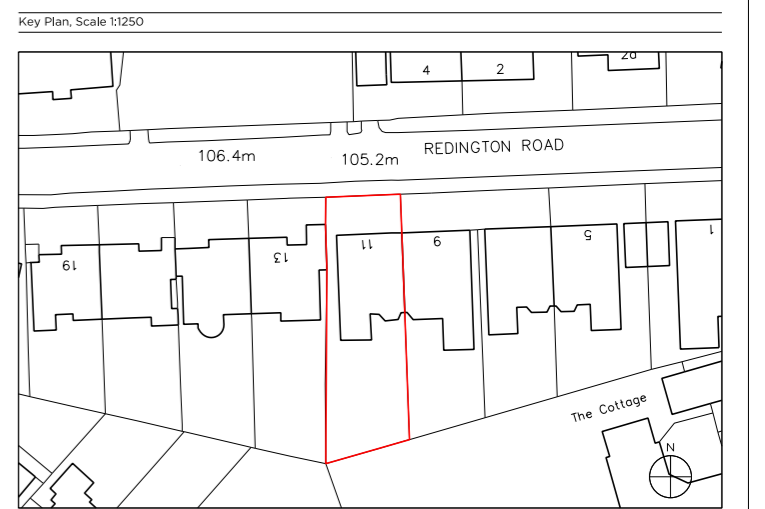 Key Plan, Scale 1:1250
4
2
2a
REDINGTON ROAD
106.4m
105.2m
19
13
11
9
5
1
The Cottage
N